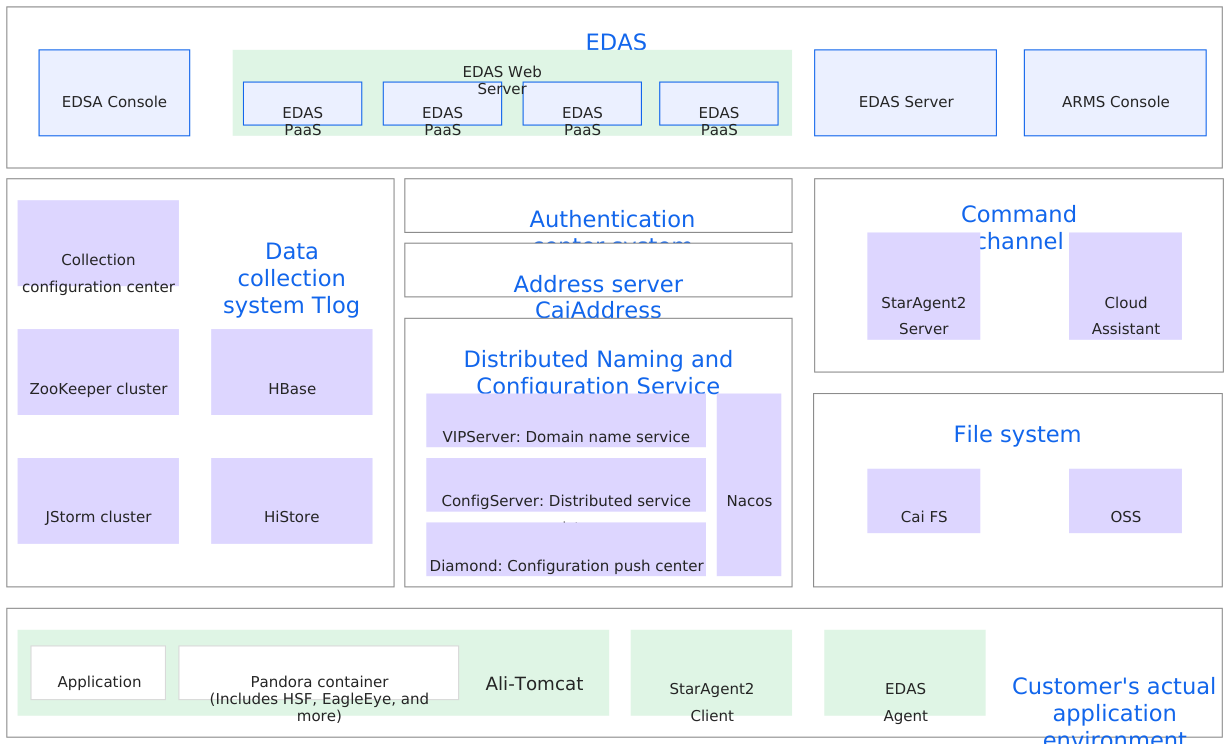 EDAS
EDSA Console
EDAS Web
Server
EDAS
PaaS
EDAS
PaaS
EDAS
PaaS
EDAS
PaaS
EDAS Server
ARMS Console
Collection
configuration center
Data
collection
system Tlog
ZooKeeper cluster
HBase
JStorm cluster
HiStore
Authentication
center system
Address server
CaiAddress
Distributed Naming and
Configuration Service
VIPServer: Domain name service
ConfigServer: Distributed service
Diamond: Configuration push center
Nacos
Command
channel
StarAgent2
Server
Cloud
Assistant
File system
Cai FS
OSS
Application
Pandora container
(Includes HSF, EagleEye, and
more)
Ali-Tomcat
StarAgent2
Client
EDAS
Agent
Customer's actual
application
environment